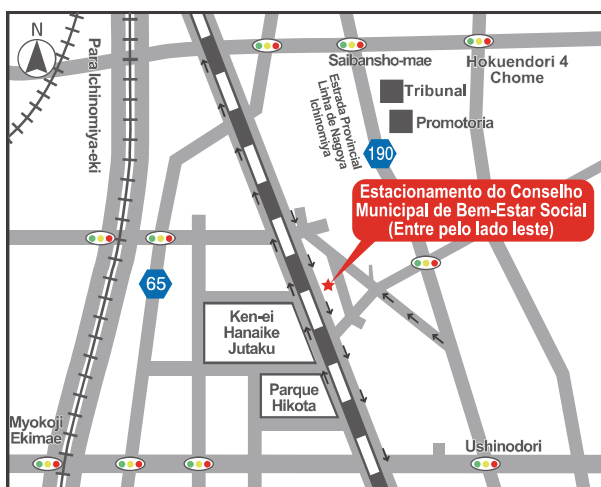 N
Para Ichinomiya-eki
Saibansho-mae
Hokuendori 4
Chome
Estrada Provincial
Linha de Nagoya
Ichinomiya
Tribunal
Promotoria
190
Estacionamento do Conselho
Municipal de Bem-Estar Social
(Entre pelo lado leste)
65
Ken-ei
Hanaike
Jutaku
Parque
Hikota
Myokoji
Ekimae
Ushinodori